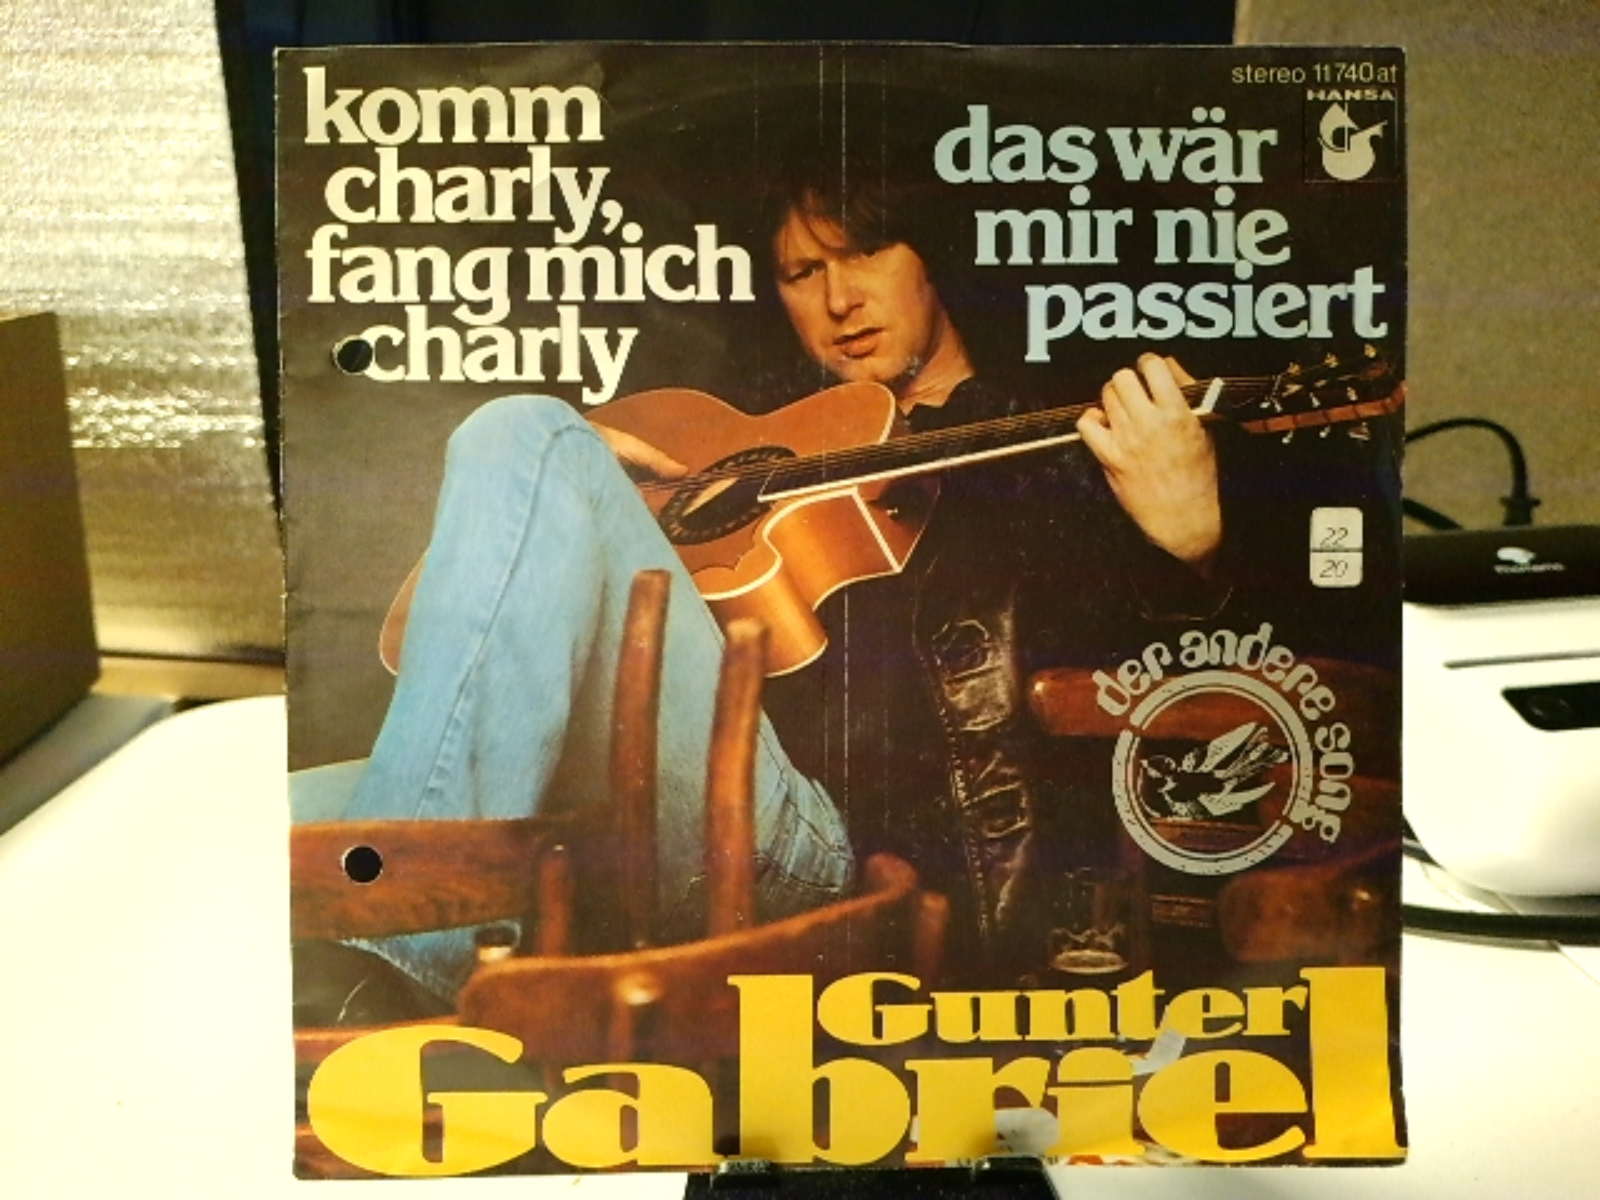 komm
charly,
fang mich
charly
stereo 11740 at
HANSA
das wär
mir nie
passiert
22
20
der andere song
Gunter
Gabriel